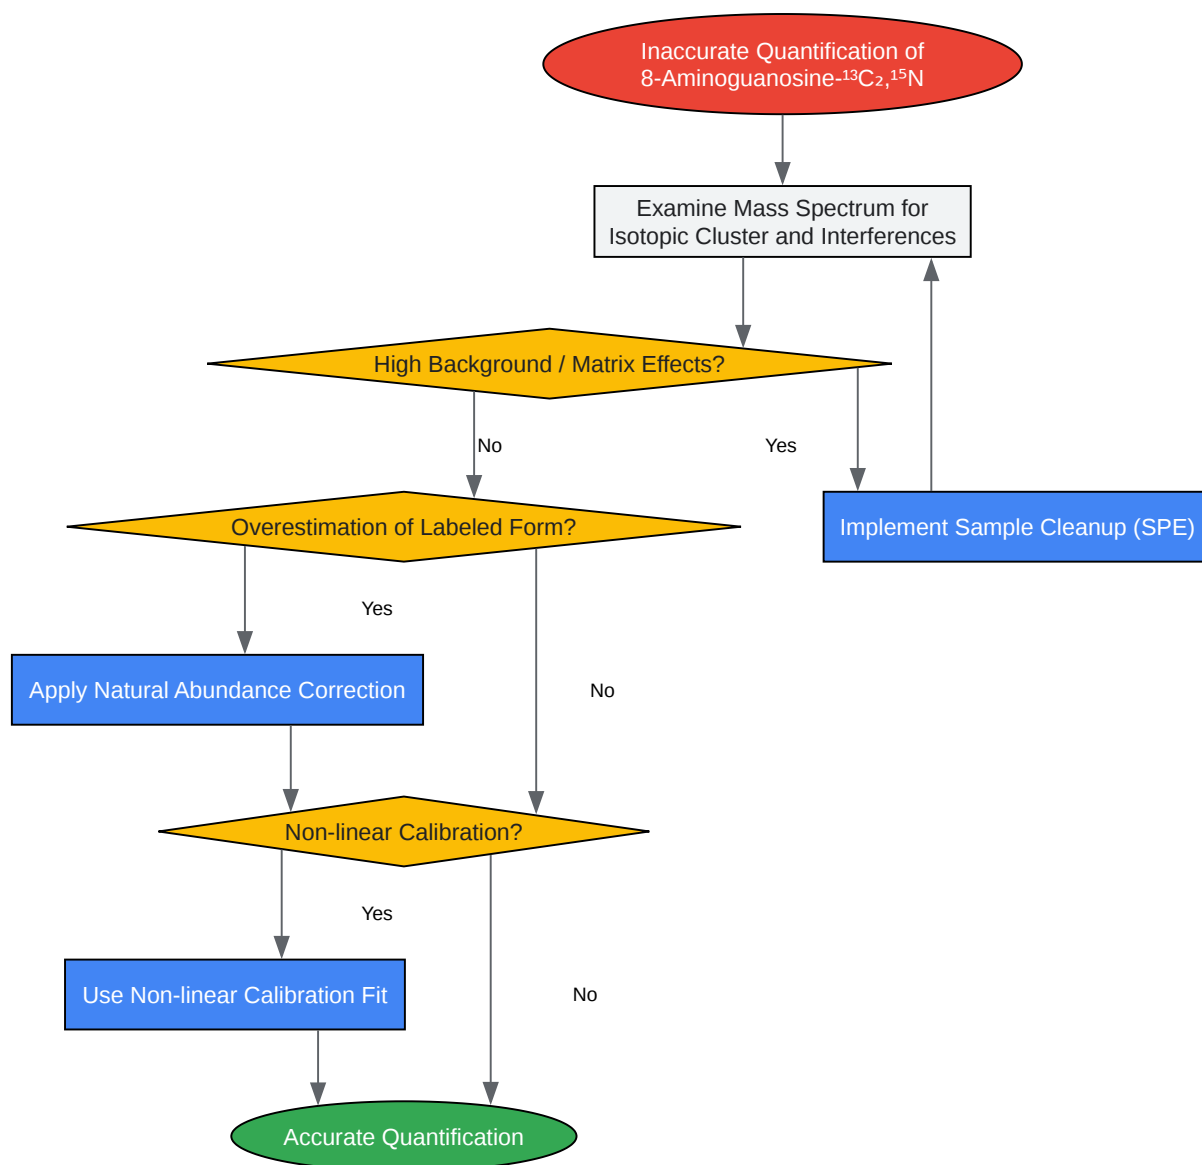 Inaccurate Quantification of
8-Aminoguanosine-¹³C₂,¹⁵N
Examine Mass Spectrum for
Isotopic Cluster and Interferences
High Background / Matrix Effects?
No
Yes
Overestimation of Labeled Form?
Implement Sample Cleanup (SPE)
Yes
Apply Natural Abundance Correction
No
Non-linear Calibration?
Yes
Use Non-linear Calibration Fit
No
Accurate Quantification